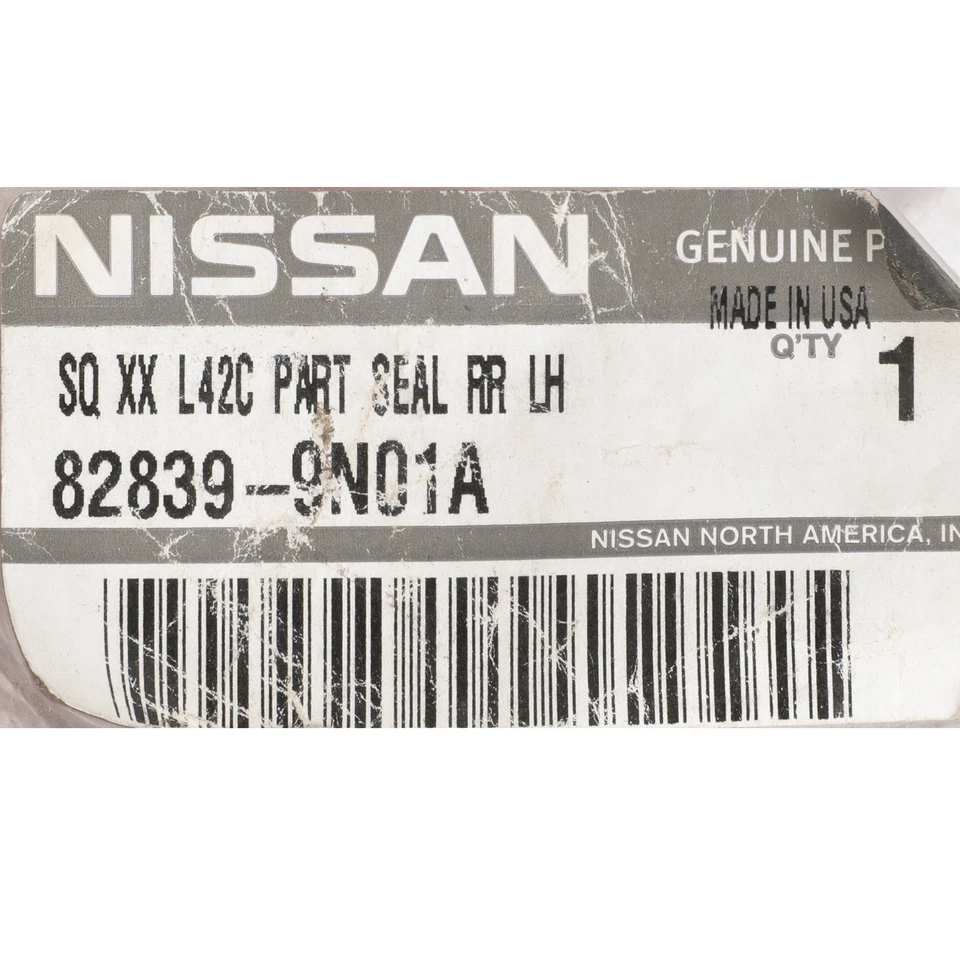 NISSAN
GENUINE P
MADE IN USA
Q'TY 1
SQ XX L42C PART SEAL RR LH
82839-9N01A
NISSAN NORTH AMERICA, IN